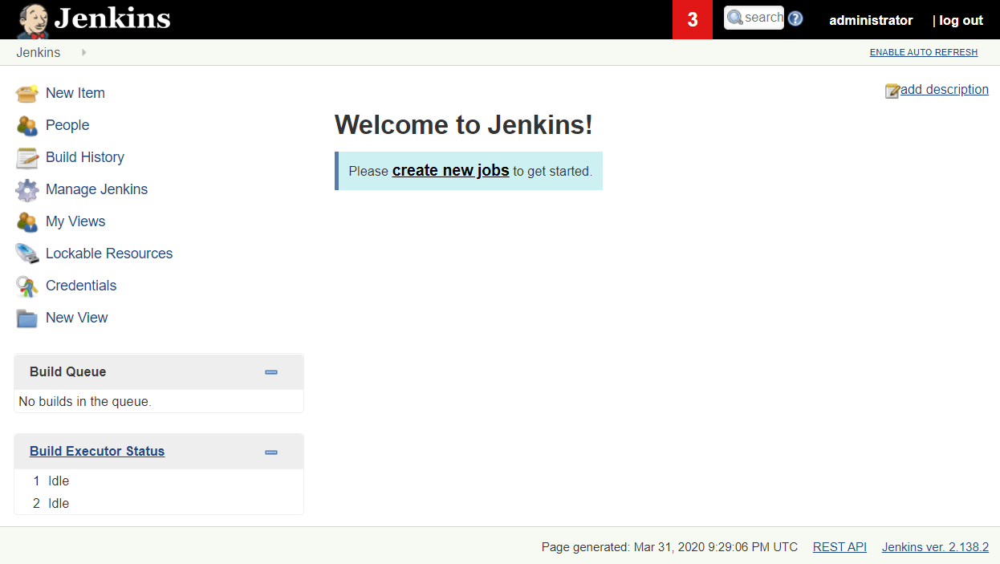 Jenkins
3
search
administrator
| log out
Jenkins
ENABLE AUTO REFRESH
New Item
People
Build History
Manage Jenkins
My Views
Lockable Resources
Credentials
New View
add description
Welcome to Jenkins!
Please create new jobs to get started.
Build Queue
No builds in the queue.
Build Executor Status
1 Idle
2 Idle
Page generated: Mar 31, 2020 9:29:06 PM UTC
REST API
Jenkins ver. 2.138.2